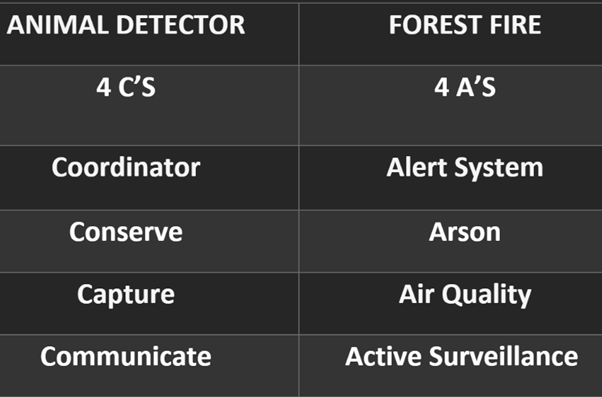 ANIMAL DETECTOR FOREST FIRE
4 C’S 4 A’S
Coordinator Alert System
Conserve Arson
Capture Air Quality
Communicate Active Surveillance